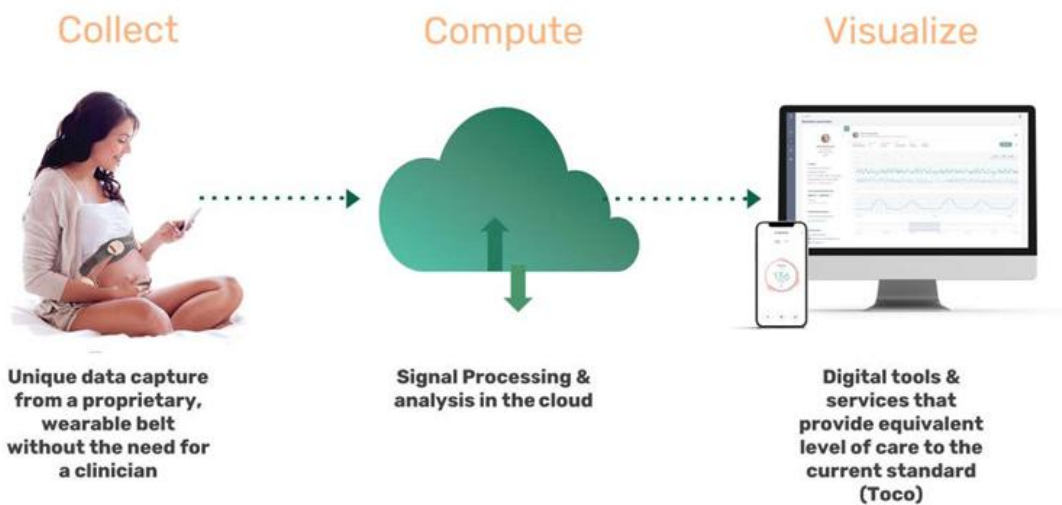 Collect
Compute
Visualize
Unique data capture
from a proprietary,
wearable belt
without the need for
a clinician
Signal Processing &
analysis in the cloud
Digital tools &
services that
provide equivalent
level of care to the
current standard
(Toco)